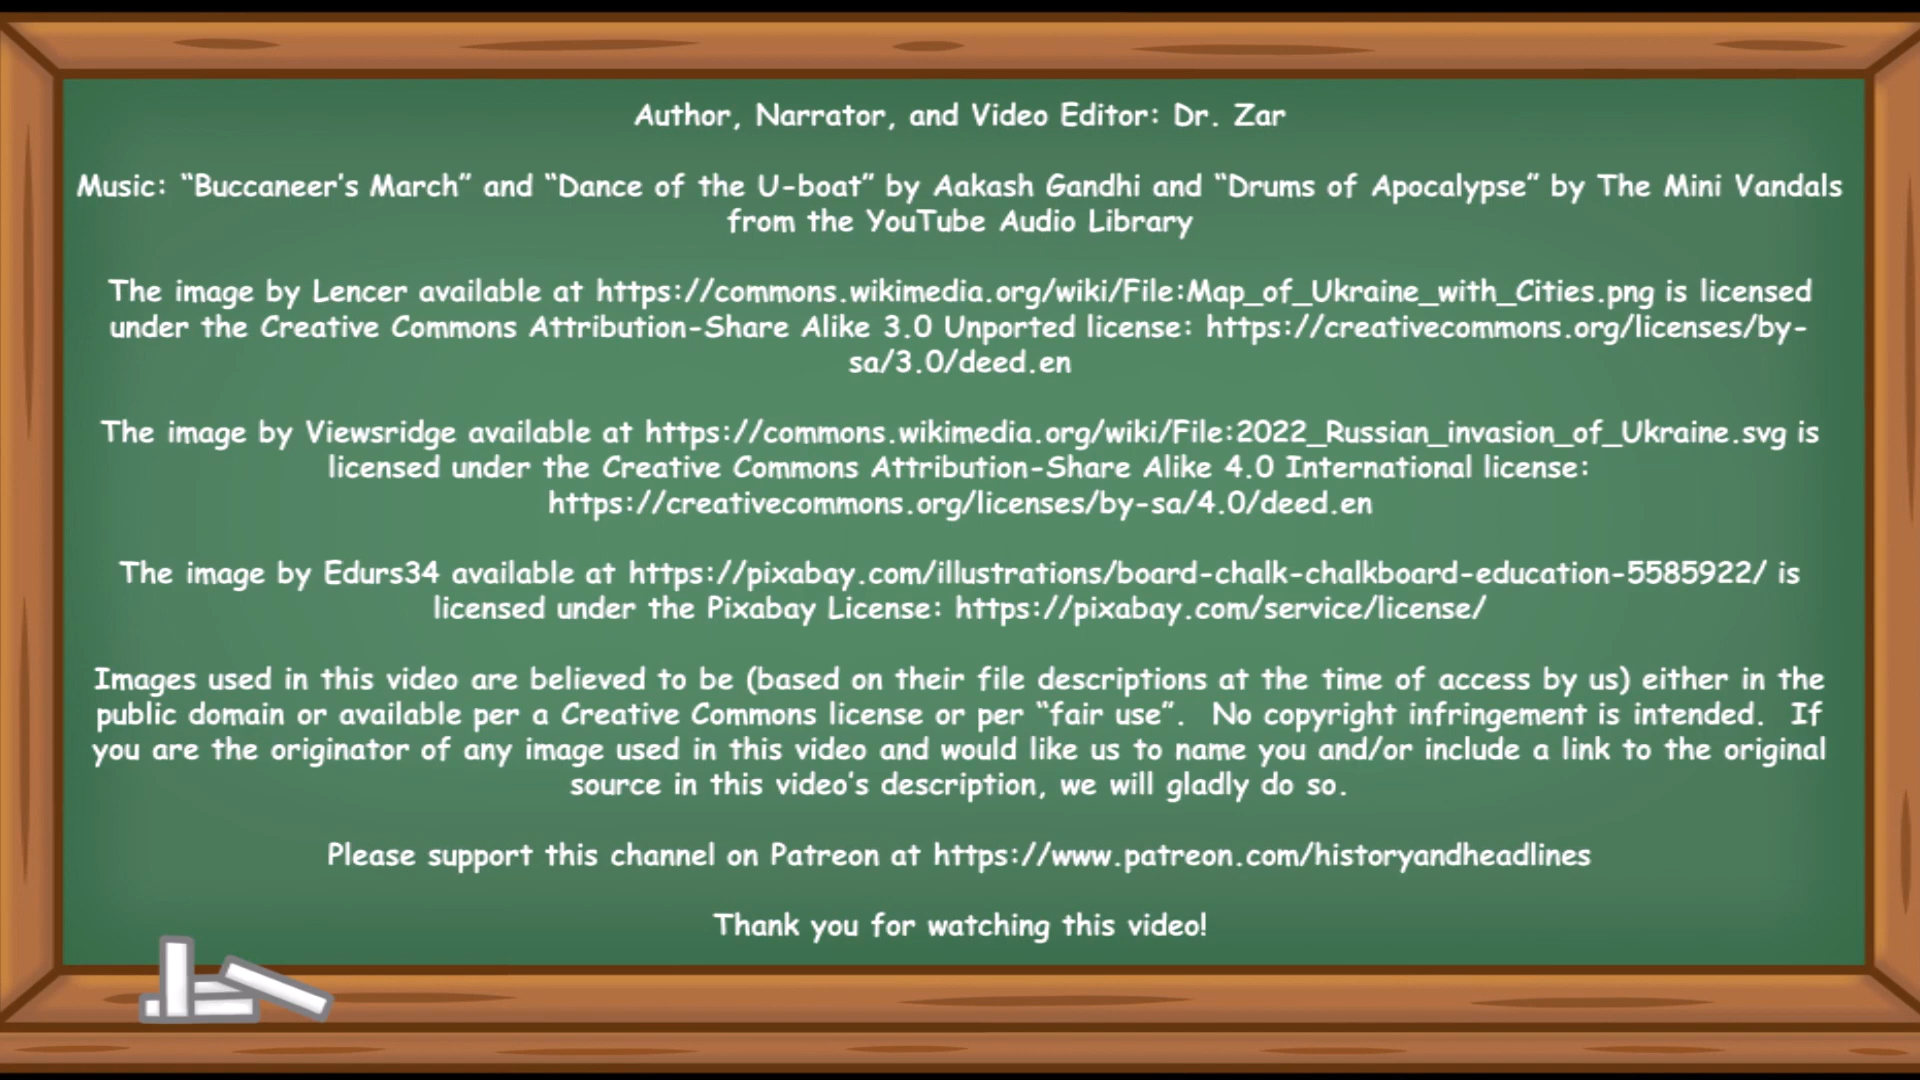 Author, Narrator, and Video Editor: Dr. Zar
Music: “Buccaneer’s March” and “Dance of the U-boat” by Aakash Gandhi and “Drums of Apocalypse” by The Mini Vandals
from the YouTube Audio Library
The image by Lencer available at https://commons.wikimedia.org/wiki/File:Map_of_Ukraine_with_Cities.png is licensed
under the Creative Commons Attribution-Share Alike 3.0 Unported license: https://creativecommons.org/licenses/by-
sa/3.0/deed.en
The image by Viewsridge available at https://commons.wikimedia.org/wiki/File:2022_Russian_invasion_of_Ukraine.svg is
licensed under the Creative Commons Attribution-Share Alike 4.0 International license:
https://creativecommons.org/licenses/by-sa/4.0/deed.en
The image by Edurs34 available at https://pixabay.com/illustrations/board-chalk-chalkboard-education-5585922/ is
licensed under the Pixabay License: https://pixabay.com/service/license/
Images used in this video are believed to be (based on their file descriptions at the time of access by us) either in the
public domain or available per a Creative Commons license or per “fair use”.  No copyright infringement is intended.  If
you are the originator of any image used in this video and would like us to name you and/or include a link to the original
source in this video’s description, we will gladly do so.
Please support this channel on Patreon at https://www.patreon.com/historyandheadlines
Thank you for watching this video!